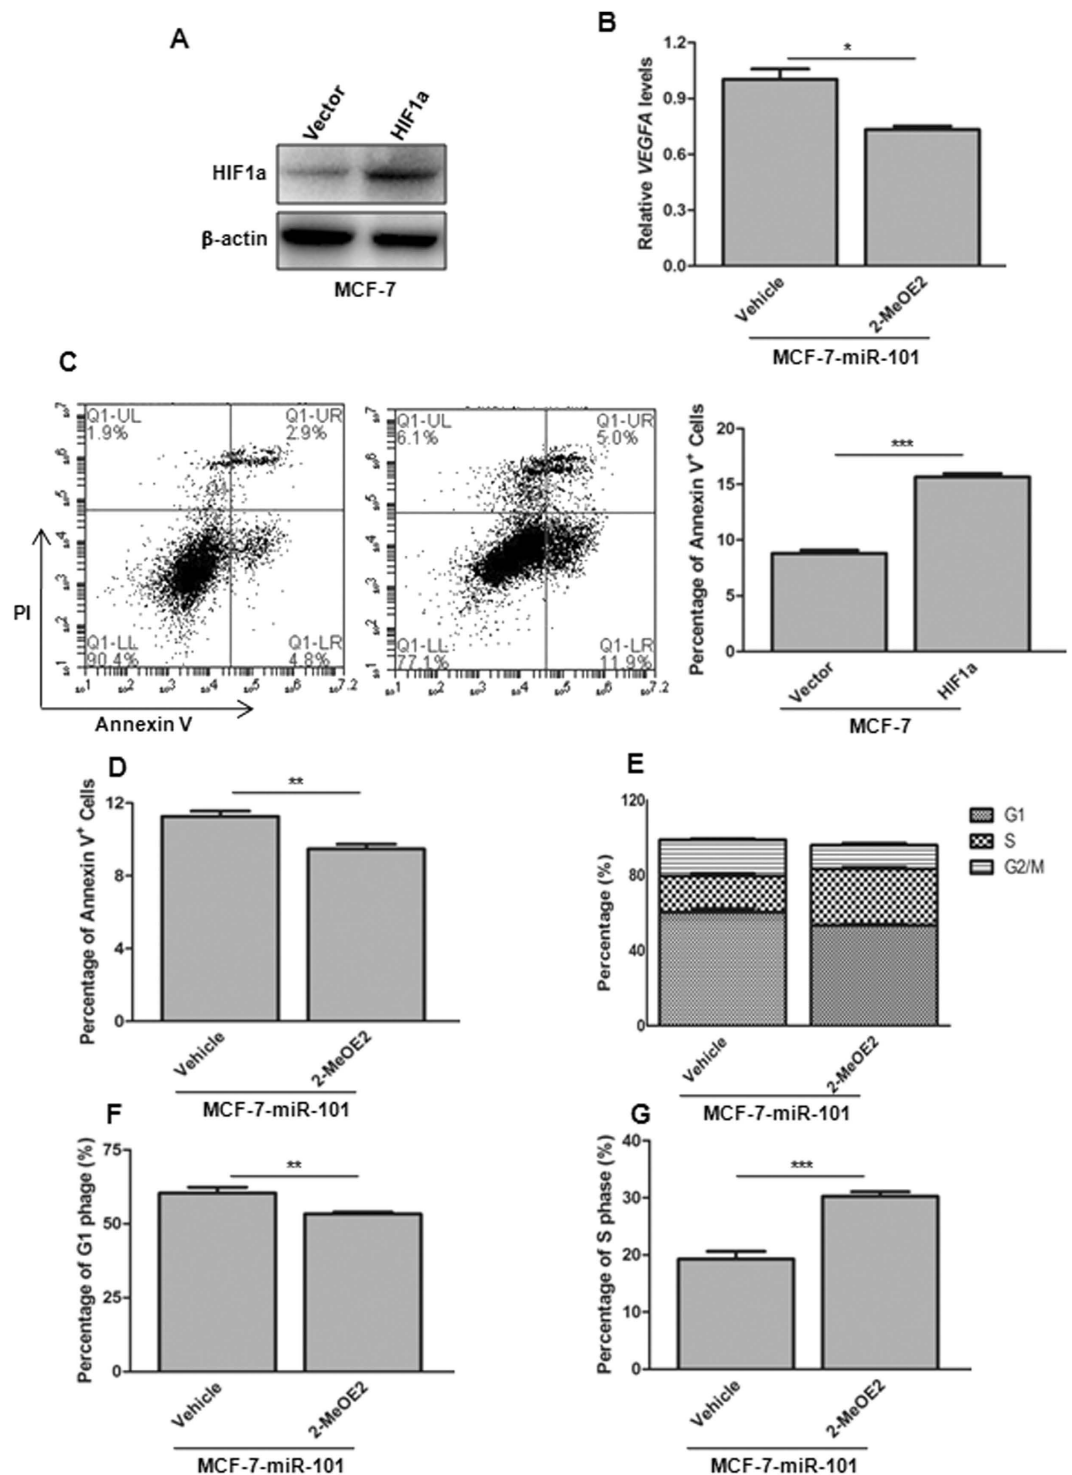 A
Vector
HIF1a
HIF1a
β-actin
MCF-7
B
Relative VEGFA levels
1.2
0.9
0.6
0.3
0.0
*
Vehicle
2-MeOE2
MCF-7-miR-101
C
PI
Annexin V
Q1-UL
1.9%
Q1-UR
2.9%
Q1-LL
90.4%
Q1-LR
4.8%
Q1-UL
6.1%
Q1-UR
5.0%
Q1-LL
77.1%
Q1-LR
11.9%
Percentage of Annexin V+ Cells
20
15
10
5
0
***
Vector
HIF1a
MCF-7
D
Percentage of Annexin V+ Cells
12
8
4
0
**
Vehicle
2-MeOE2
MCF-7-miR-101
E
Percentage (%)
120
80
40
0
G1
S
G2/M
Vehicle
2-MeOE2
MCF-7-miR-101
F
Percentage of G1 phage (%)
75
50
25
0
**
Vehicle
2-MeOE2
MCF-7-miR-101
G
Percentage of S phase (%)
40
30
20
10
0
***
Vehicle
2-MeOE2
MCF-7-miR-101